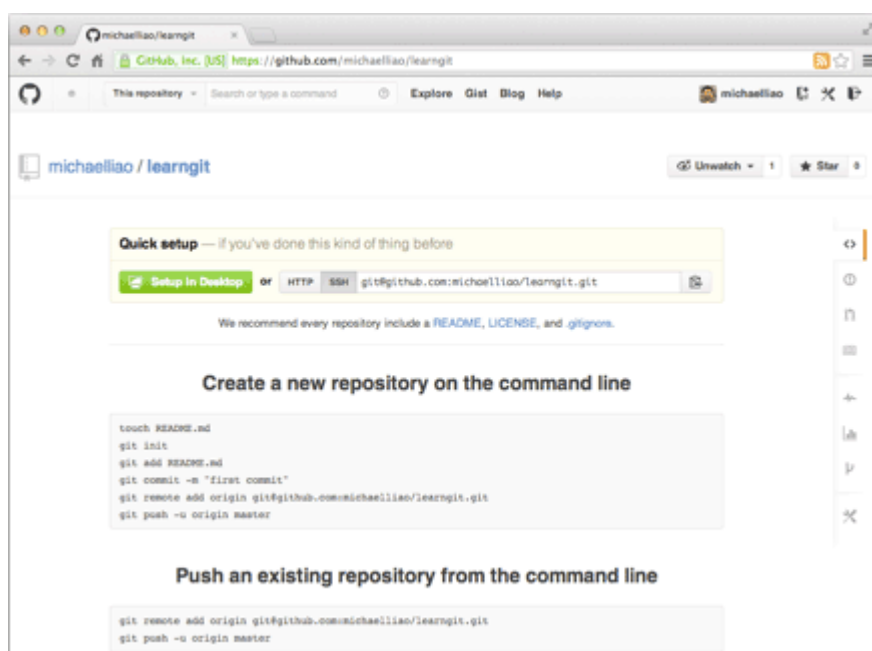 michaelliao/learngit
GitHub, Inc. [US] https://github.com/michaelliao/learngit
This repository Search or type a command Explore Gist Blog Help michaelliao
michaelliao / learngit Unwatch 1 Star 0
Quick setup — if you've done this kind of thing before
Setup in Desktop or HTTP SSH git@github.com:michaelliao/learngit.git
We recommend every repository include a README, LICENSE, and .gitignore.
Create a new repository on the command line
touch README.md
git init
git add README.md
git commit -m "first commit"
git remote add origin git@github.com:michaelliao/learngit.git
git push -u origin master
Push an existing repository from the command line
git remote add origin git@github.com:michaelliao/learngit.git
git push -u origin master